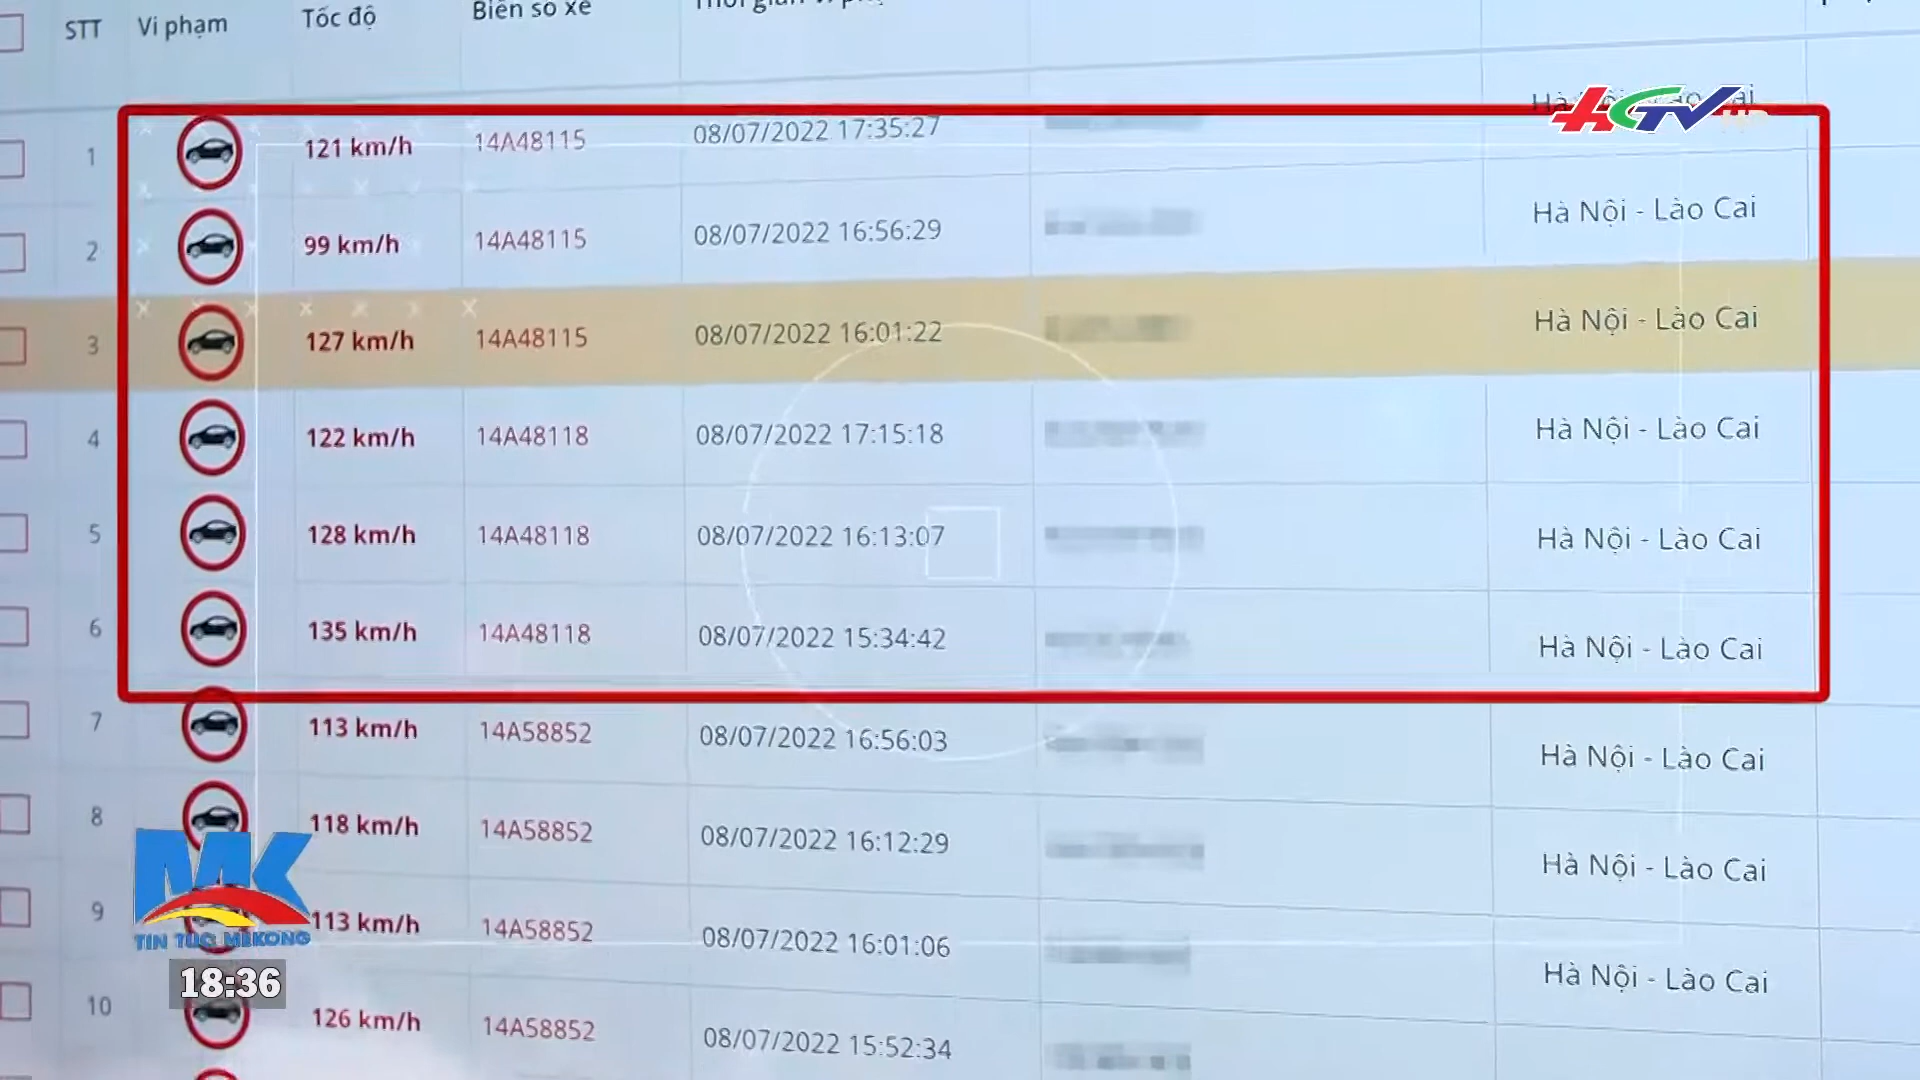 STT Vi phạm Tốc độ Biển số xe
HGTV
1 121 km/h 14A48115 08/07/2022 17:35:27
2 99 km/h 14A48115 08/07/2022 16:56:29 Hà Nội - Lào Cai
3 127 km/h 14A48115 08/07/2022 16:01:22 Hà Nội - Lào Cai
4 122 km/h 14A48118 08/07/2022 17:15:18 Hà Nội - Lào Cai
5 128 km/h 14A48118 08/07/2022 16:13:07 Hà Nội - Lào Cai
6 135 km/h 14A48118 08/07/2022 15:34:42 Hà Nội - Lào Cai
7 113 km/h 14A58852 08/07/2022 16:56:03 Hà Nội - Lào Cai
8 118 km/h 14A58852 08/07/2022 16:12:29 Hà Nội - Lào Cai
9 113 km/h 14A58852 08/07/2022 16:01:06 Hà Nội - Lào Cai
10 126 km/h 14A58852 08/07/2022 15:52:34
MK
TIN TỨC MEKONG
18:36